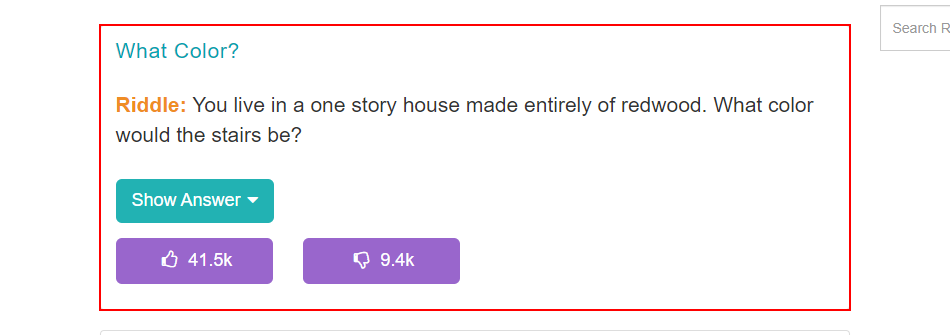 Search R
What Color?
Riddle: You live in a one story house made entirely of redwood. What color
would the stairs be?
Show Answer
41.5k
9.4k